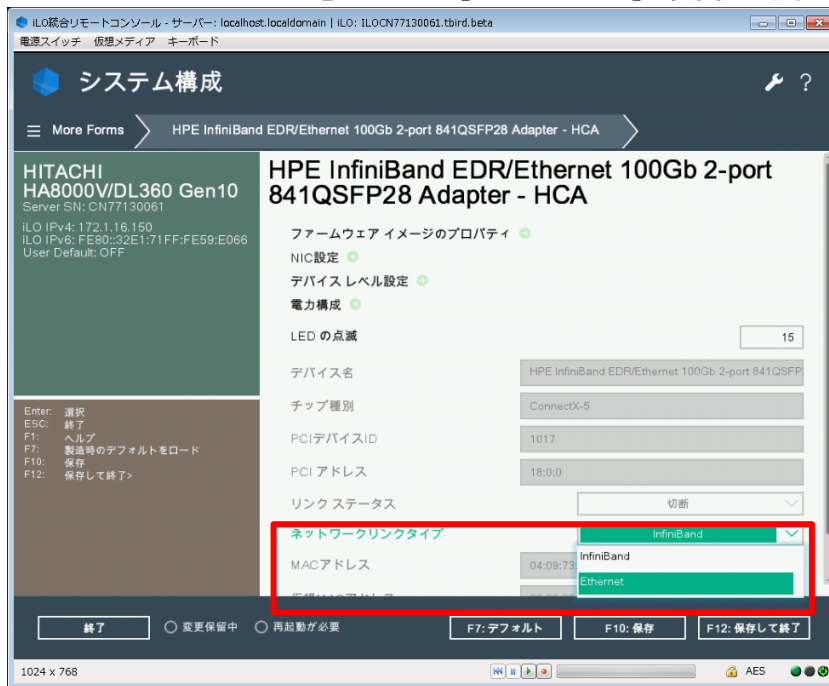 iLO統合リモートコンソール - サーバー: localhost.localdomain | iLO: ILOCN77130061.tbird.beta
電源スイッチ 仮想メディア キーボード
システム構成
?
More Forms
HPE InfiniBand EDR/Ethernet 100Gb 2-port 841QSFP28 Adapter - HCA
HITACHI
HA8000V/DL360 Gen10
Server SN: CN77130061
iLO IPv4: 172.1.16.150
iLO IPv6: FE80::32E1:71FF:FE59:E066
User Default: OFF
Enter: 選択
ESC: 終了
F1: ヘルプ
F7: 製造時のデフォルトをロード
F10: 保存
F12: 保存して終了>
HPE InfiniBand EDR/Ethernet 100Gb 2-port
841QSFP28 Adapter - HCA
ファームウェア イメージのプロパティ
NIC設定
デバイス レベル設定
電力構成
LED の点滅 15
デバイス名 HPE InfiniBand EDR/Ethernet 100Gb 2-port 841QSFP
チップ種別 ConnectX-5
PCIデバイスID 1017
PCI アドレス 18:0:0
リンク ステータス 切断
ネットワークリンクタイプ InfiniBand
InfiniBand
MACアドレス 04:09:73
Ethernet
終了 変更保留中 再起動が必要 F7: デフォルト F10: 保存 F12: 保存して終了
1024 x 768 AES